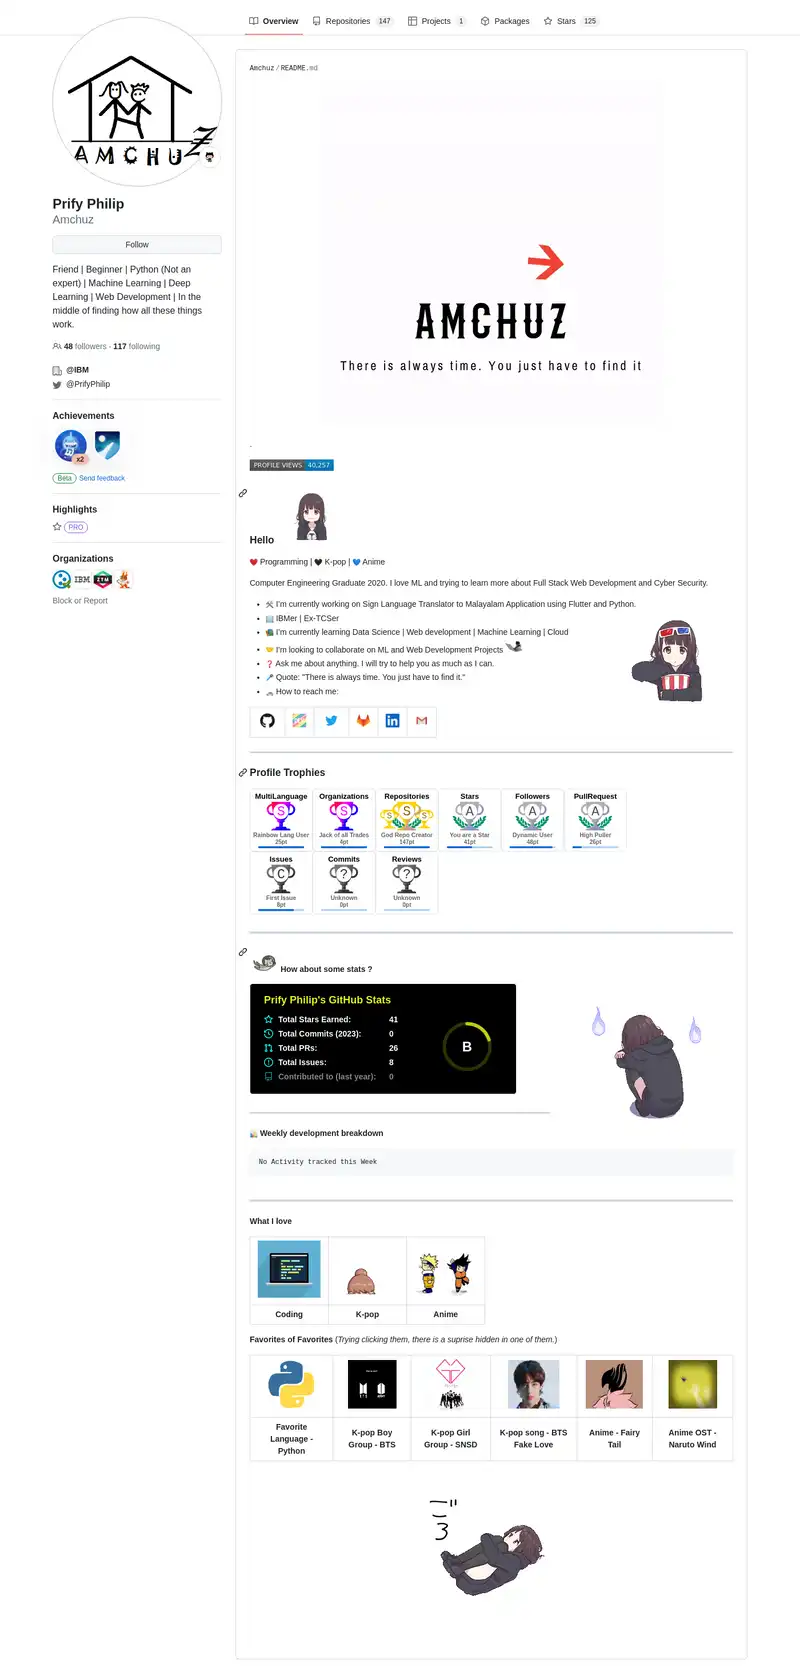 Overview
Repositories 147
Projects 1
Packages
Stars 125
AMCHUZ
Prify Philip
Amchuz
Follow
Friend | Beginner | Python (Not an
expert) | Machine Learning | Deep
Learning | Web Development | In the
middle of finding how all these things
work.
48 followers · 117 following
@IBM
@PrifyPhilip
Achievements
x2
Beta Send feedback
Highlights
PRO
Organizations
IBM
Block or Report
Amchuz/README.md
AMCHUZ
There is always time. You just have to find it
.
PROFILE VIEWS 40,257
Hello
Programming | K-pop | Anime
Computer Engineering Graduate 2020. I love ML and trying to learn more about Full Stack Web Development and Cyber Security.
• I'm currently working on Sign Language Translator to Malayalam Application using Flutter and Python.
• IBMer | Ex-TCSer
• I'm currently learning Data Science | Web development | Machine Learning | Cloud
• I'm looking to collaborate on ML and Web Development Projects
• Ask me about anything. I will try to help you as much as I can.
• Quote: "There is always time. You just have to find it."
• How to reach me:
Profile Trophies
MultiLanguage
S
Rainbow Lang User
25pt
Organizations
S
Jack of all Trades
4pt
Repositories
S S S
God Repo Creator
147pt
Stars
A
You are a Star
41pt
Followers
A
Dynamic User
48pt
PullRequest
A
High Puller
26pt
Issues
C
First Issue
8pt
Commits
?
Unknown
0pt
Reviews
?
Unknown
0pt
How about some stats ?
Prify Philip's GitHub Stats
Total Stars Earned: 41
Total Commits (2023): 0
Total PRs: 26
Total Issues: 8
Contributed to (last year): 0
B
Weekly development breakdown
No Activity tracked this Week
What I love
Coding K-pop Anime
Favorites of Favorites (Trying clicking them, there is a suprise hidden in one of them.)
Favorite
Language -
Python
K-pop Boy
Group - BTS
K-pop Girl
Group - SNSD
K-pop song - BTS
Fake Love
Anime - Fairy
Tail
Anime OST -
Naruto Wind